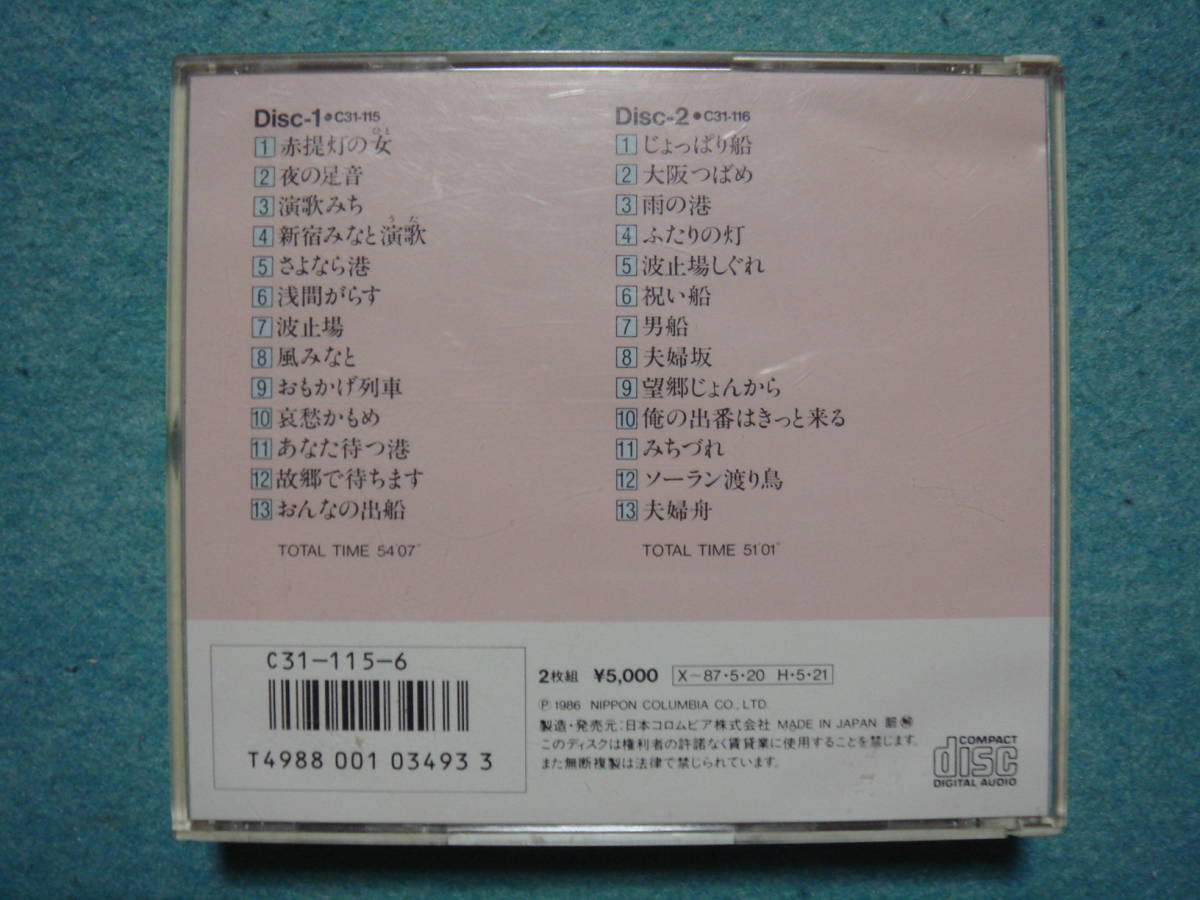 Disc-1●C31-115
1 赤提灯の女
ひと
2 夜の足音
3 演歌みち
4 新宿みなと演歌
うた
5 さよなら港
6 浅間がらす
7 波止場
8 風みなと
9 おもかげ列車
10 哀愁かもめ
11 あなた待つ港
12 故郷で待ちます
13 おんなの出船
TOTAL TIME 54'07"
Disc-2●C31-116
1 じょっぱり船
2 大阪つばめ
3 雨の港
4 ふたりの灯
5 波止場しぐれ
6 祝い船
7 男船
8 夫婦坂
9 望郷じょんから
10 俺の出番はきっと来る
11 みちづれ
12 ソーラン渡り鳥
13 夫婦舟
TOTAL TIME 51'01"
C31-115-6
T4988 001 03493 3
2枚組 ¥5,000 X~87・5・20 H・5・21
Ⓟ 1986 NIPPON COLUMBIA CO., LTD.
製造・発売元:日本コロムビア株式会社 MADE IN JAPAN
このディスクは権利者の許諾なく賃貸業に使用することを禁じます。
また無断複製は法律で禁じられています。
COMPACT
disc
DIGITAL AUDIO